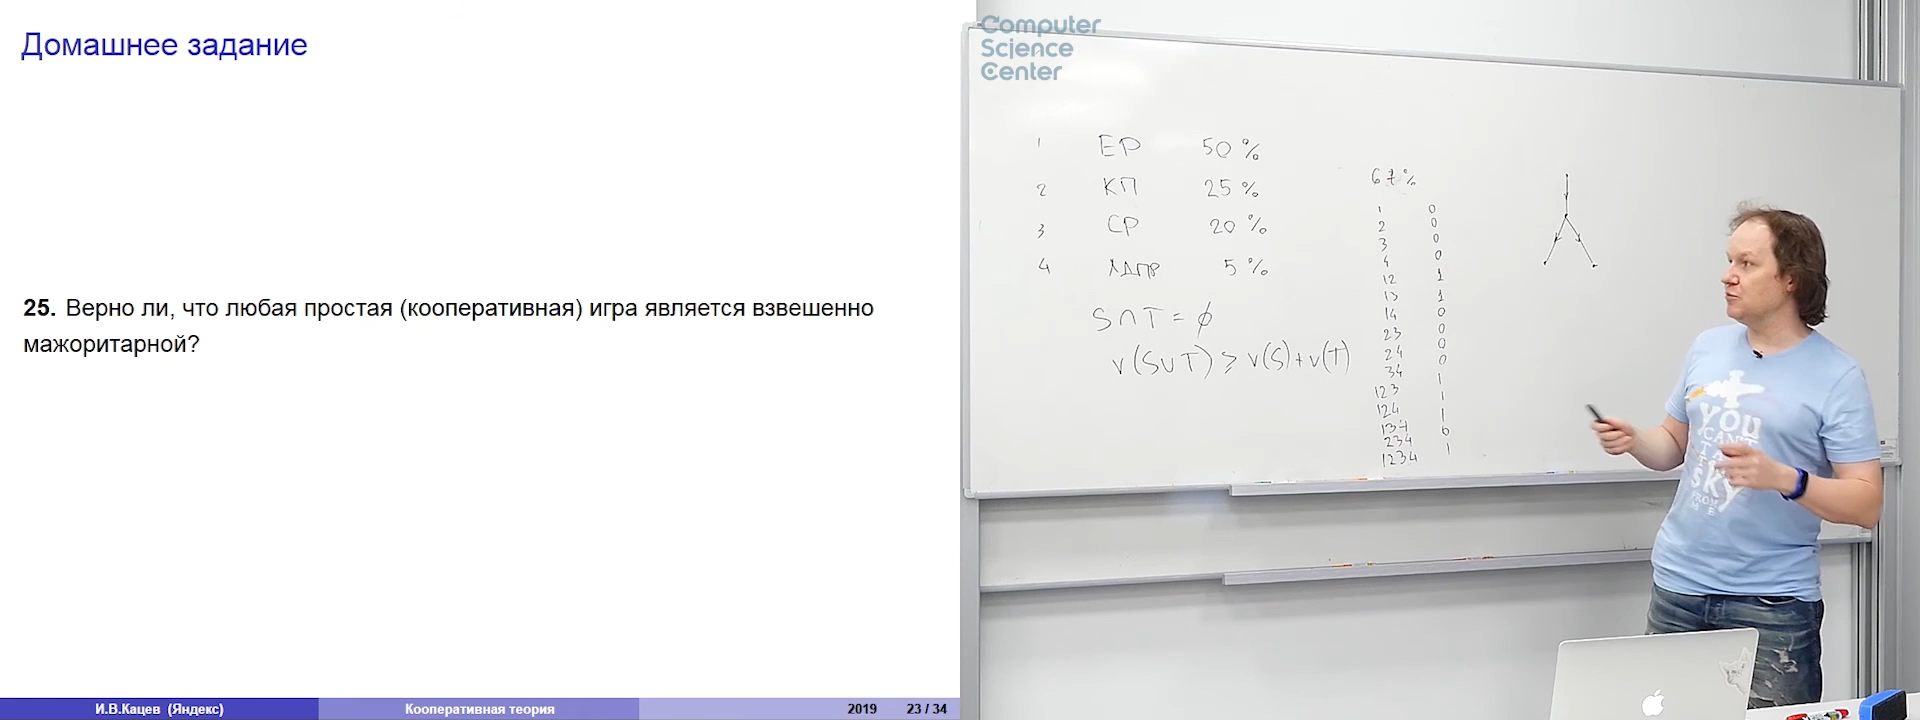 Домашнее задание
25. Верно ли, что любая простая (кооперативная) игра является взвешенно
мажоритарной?
И.В.Кацев (Яндекс) Кооперативная теория 2019 23 / 34
Computer
Science
Center
1 ЕР 50 %
2 КП 25 %
3 СР 20 %
4 ЛДПР 5 %
S ∩ T = ∅
v(S∪T) ≥ v(S)+v(T)
67 %
1 0
2 0
3 0
4 0
12 1
13 1
14 0
23 0
24 0
34 0
123 1
124 1
134 1
234 0
1234 1
YOU
CAN'T
SKY
FROM
ME